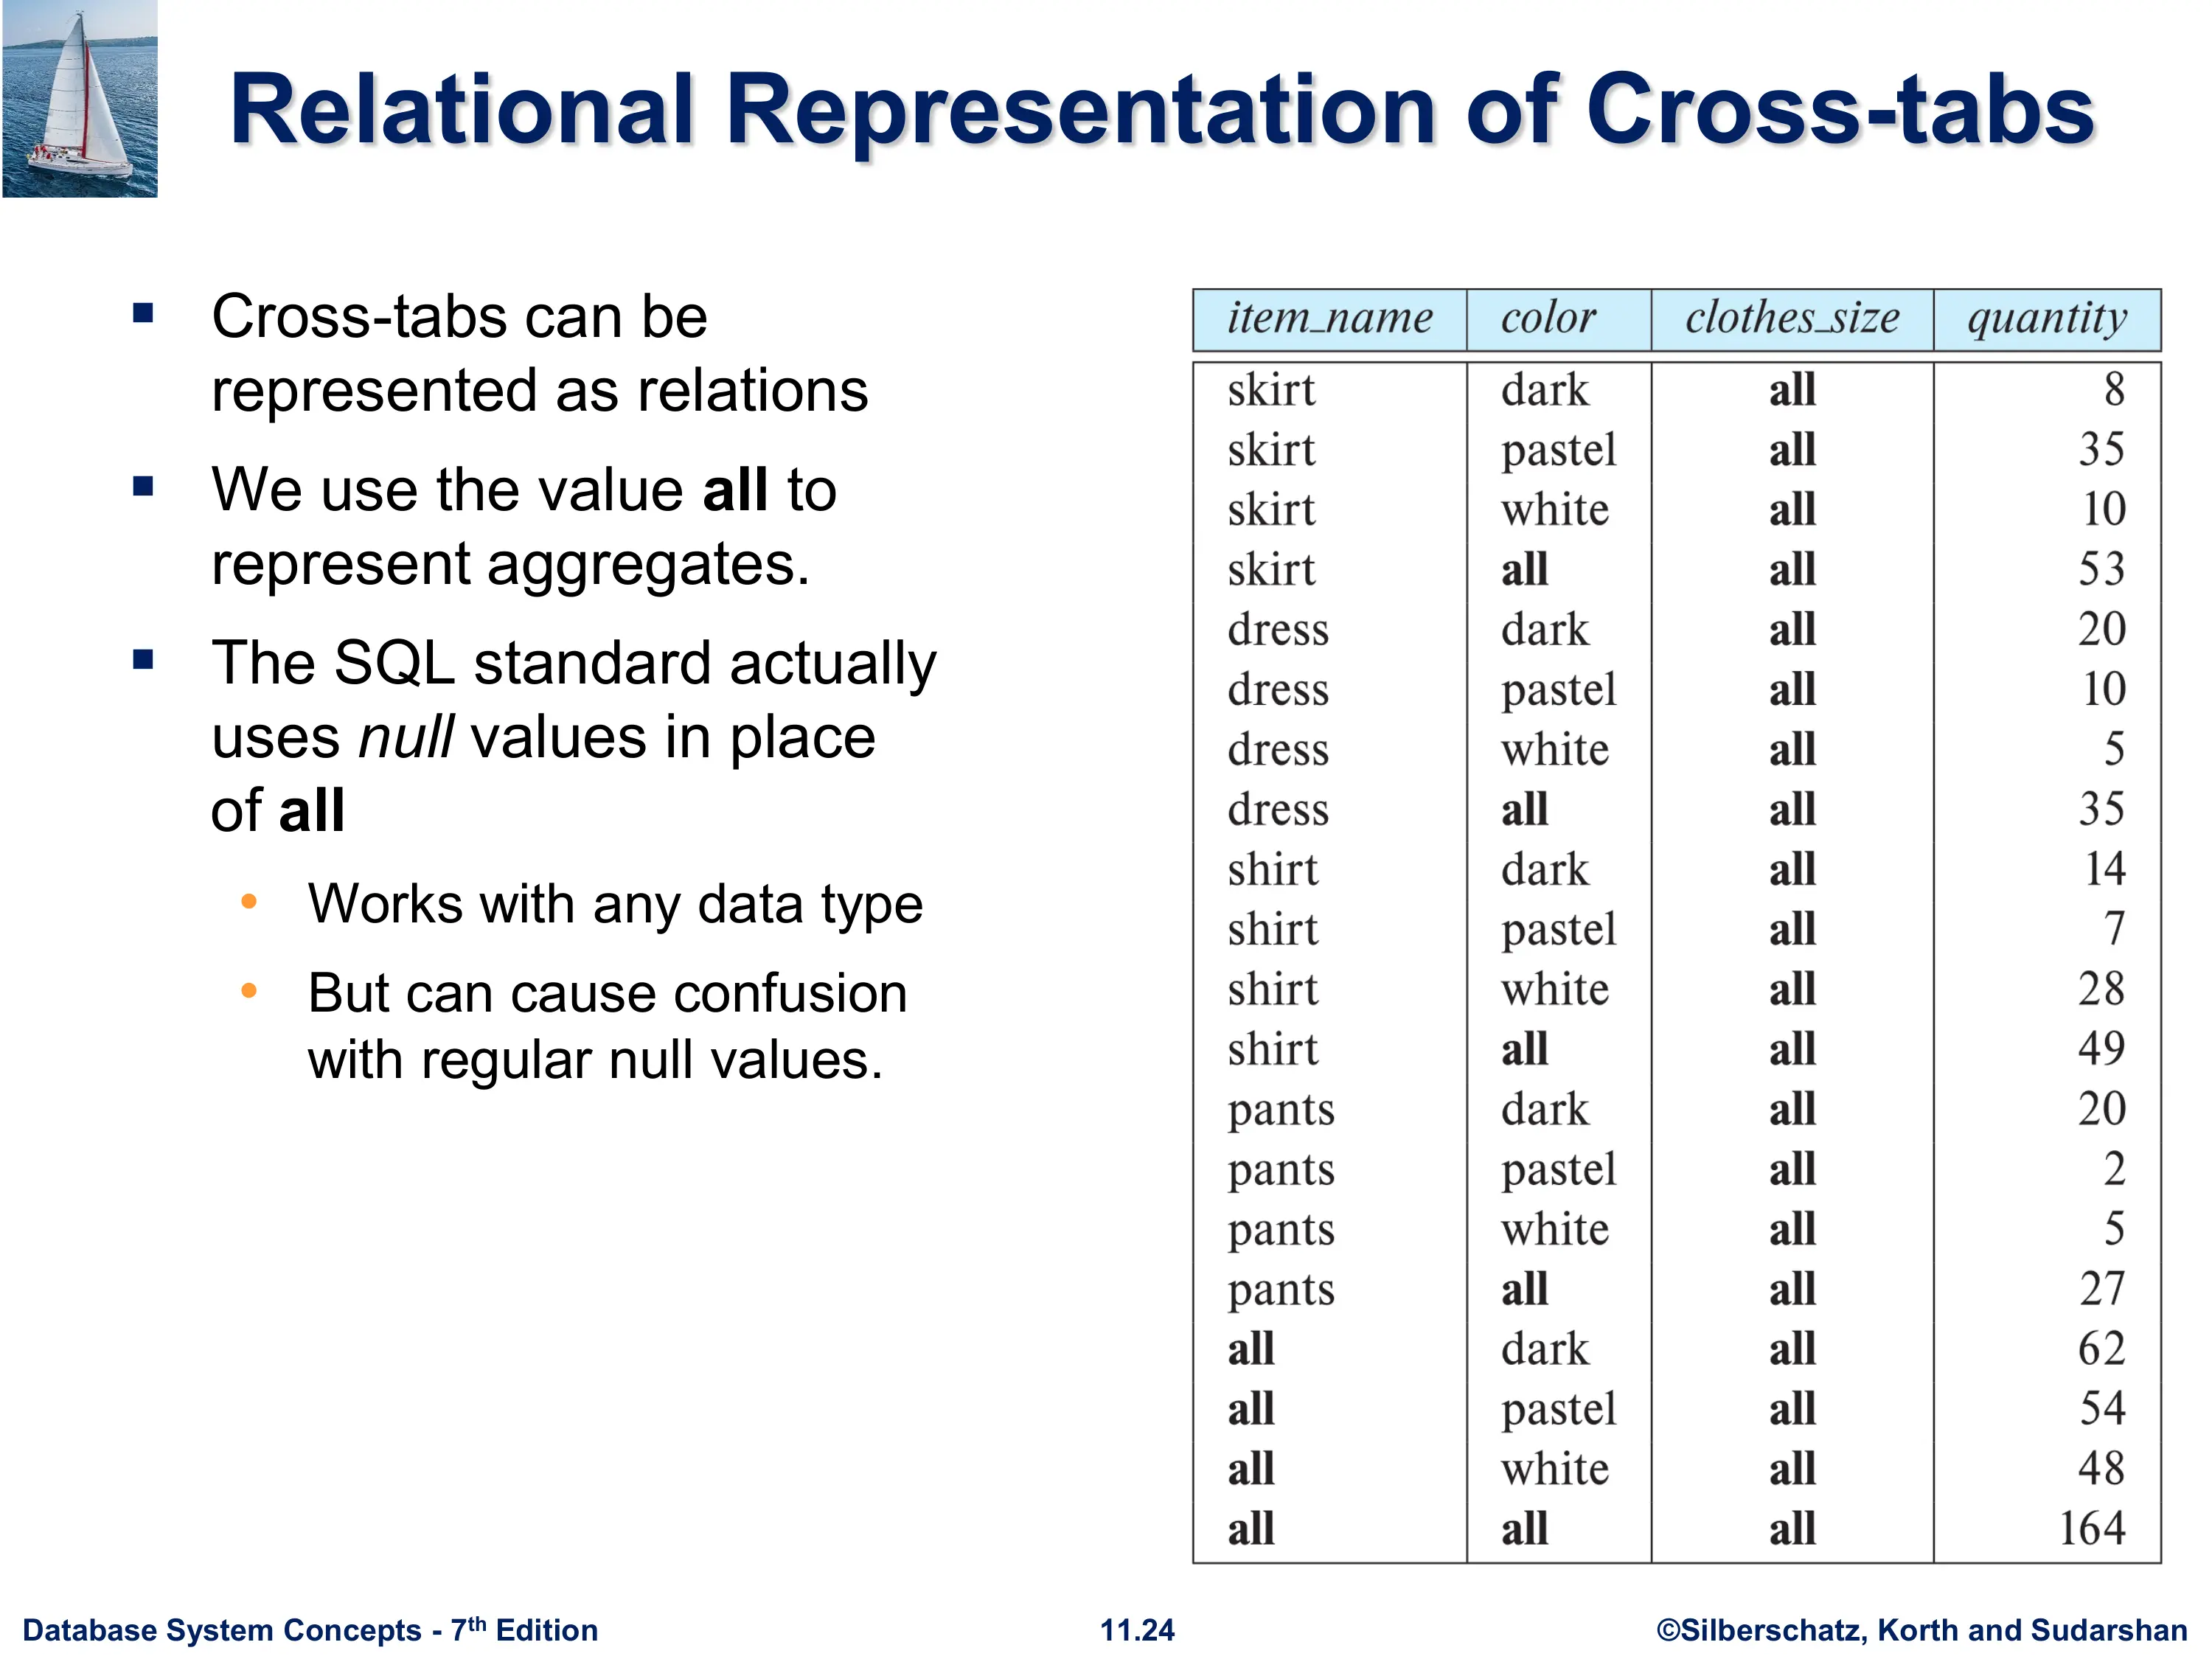 Relational Representation of Cross-tabs
▪ Cross-tabs can be
represented as relations
▪ We use the value all to
represent aggregates.
▪ The SQL standard actually
uses null values in place
of all
• Works with any data type
• But can cause confusion
with regular null values.
item_name color clothes_size quantity
skirt dark all 8
skirt pastel all 35
skirt white all 10
skirt all all 53
dress dark all 20
dress pastel all 10
dress white all 5
dress all all 35
shirt dark all 14
shirt pastel all 7
shirt white all 28
shirt all all 49
pants dark all 20
pants pastel all 2
pants white all 5
pants all all 27
all dark all 62
all pastel all 54
all white all 48
all all all 164
Database System Concepts - 7th Edition 11.24 ©Silberschatz, Korth and Sudarshan